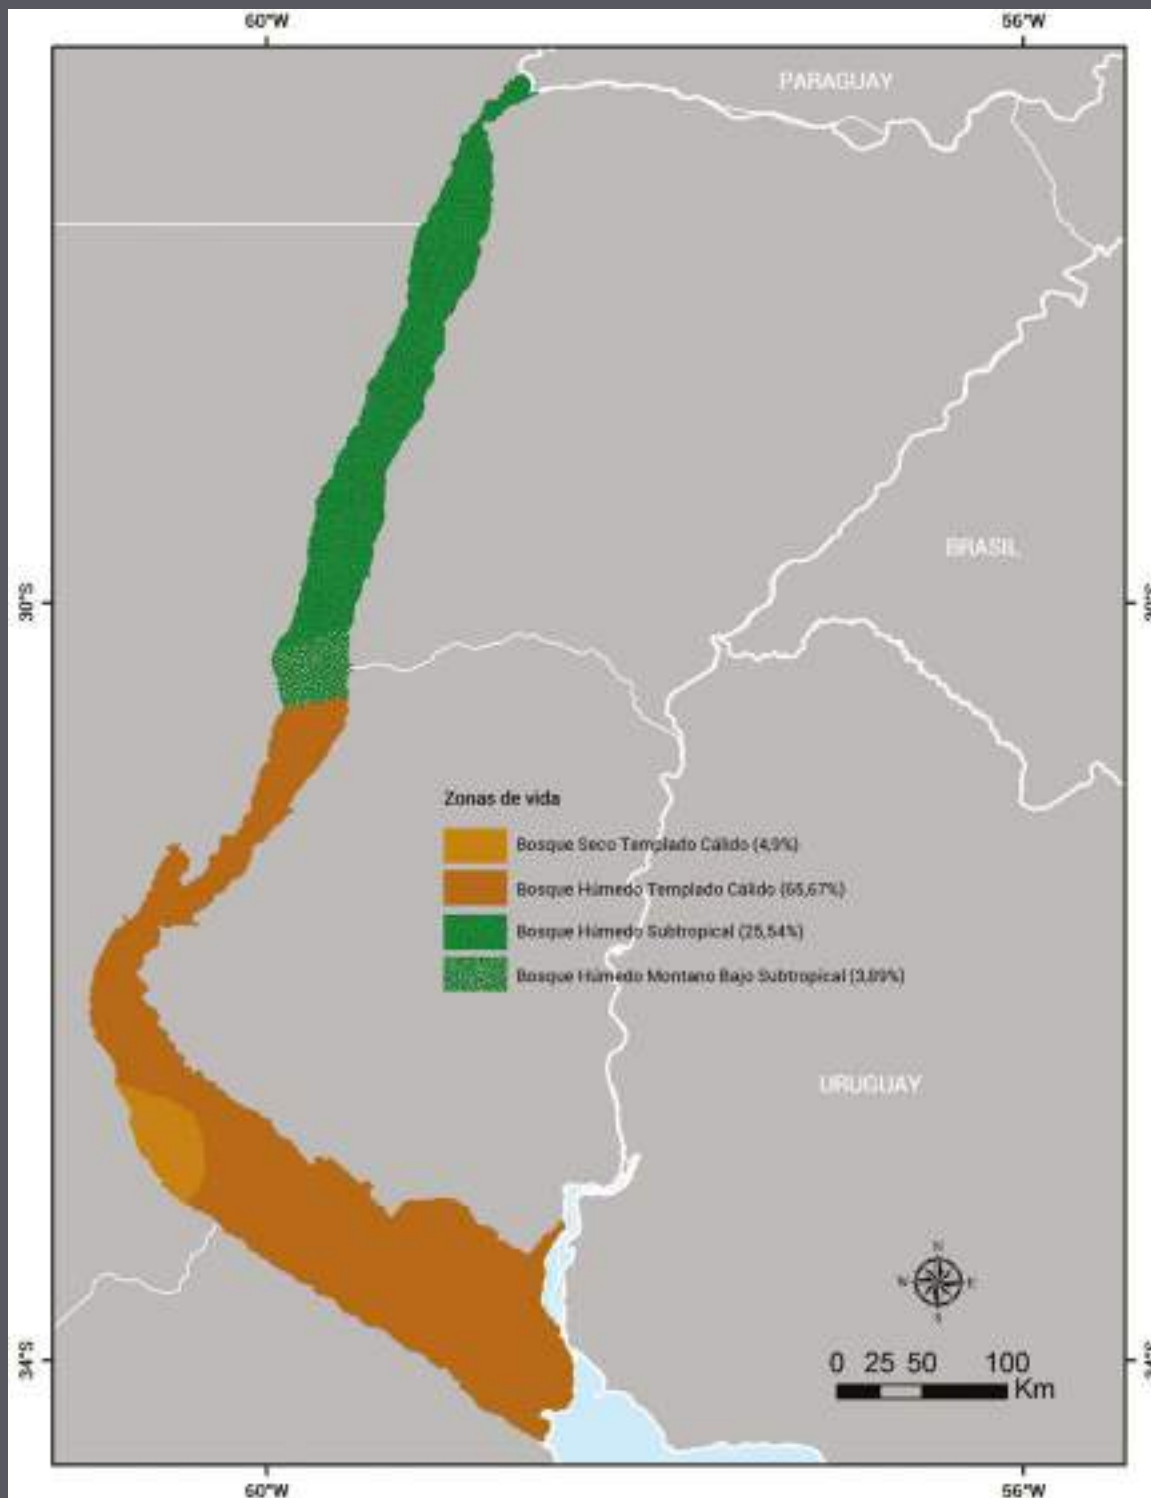 60°W 56°W
PARAGUAY
30°S
BRASIL
Zonas de vida
Bosque Seco Templado Cálido (4,9%)
Bosque Húmedo Templado Cálido (65,67%)
Bosque Húmedo Subtropical (25,54%)
Bosque Húmedo Montano Bajo Subtropical (3,89%)
URUGUAY
N
W E
S
34°S
0 25 50 100
Km
60°W 56°W